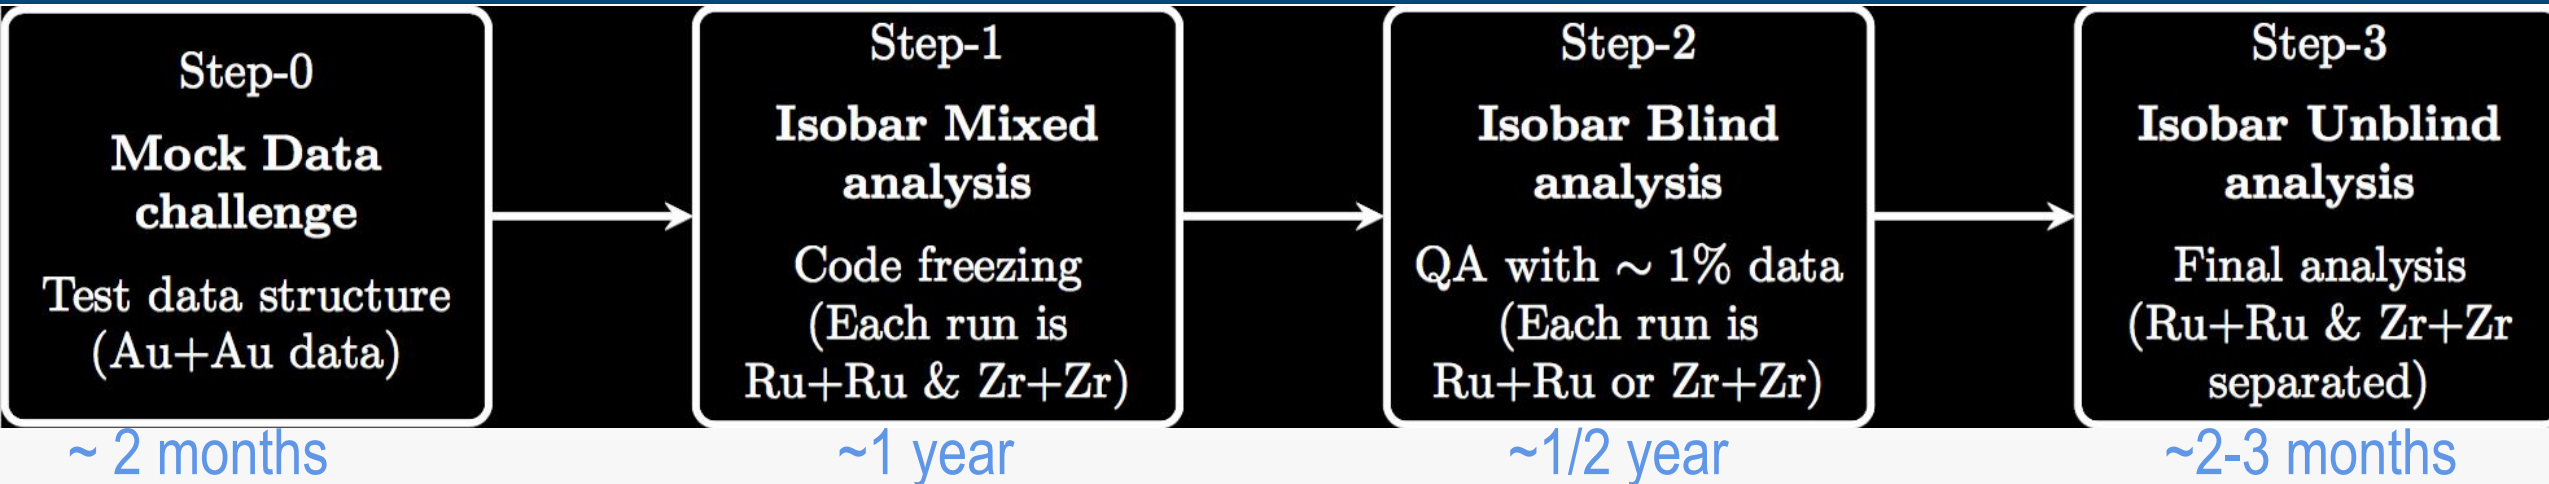 Step-0
Mock Data
challenge
Test data structure
(Au+Au data)
~ 2 months
Step-1
Isobar Mixed
analysis
Code freezing
(Each run is
Ru+Ru & Zr+Zr)
~1 year
Step-2
Isobar Blind
analysis
QA with ∼ 1% data
(Each run is
Ru+Ru or Zr+Zr)
~1/2 year
Step-3
Isobar Unblind
analysis
Final analysis
(Ru+Ru & Zr+Zr
separated)
~2-3 months